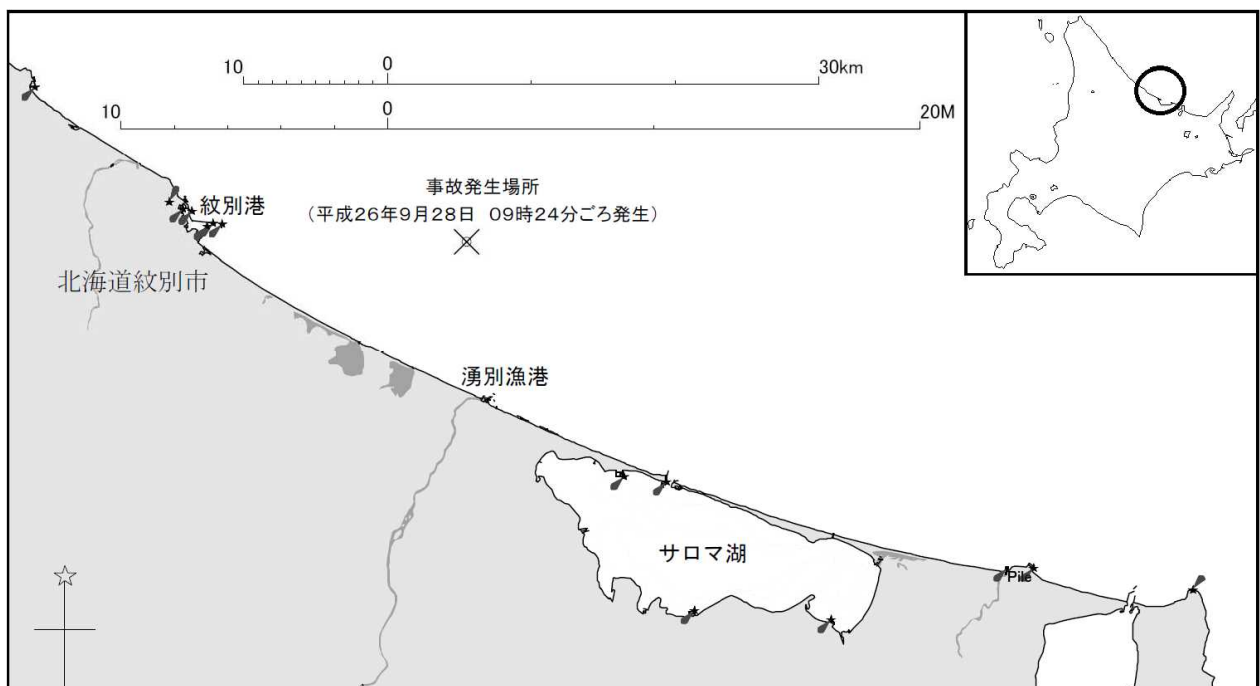 10 0 30km
10 0 20M
事故発生場所
(平成26年9月28日 09時24分ごろ発生)
紋別港
北海道紋別市
湧別漁港
サロマ湖
Pile